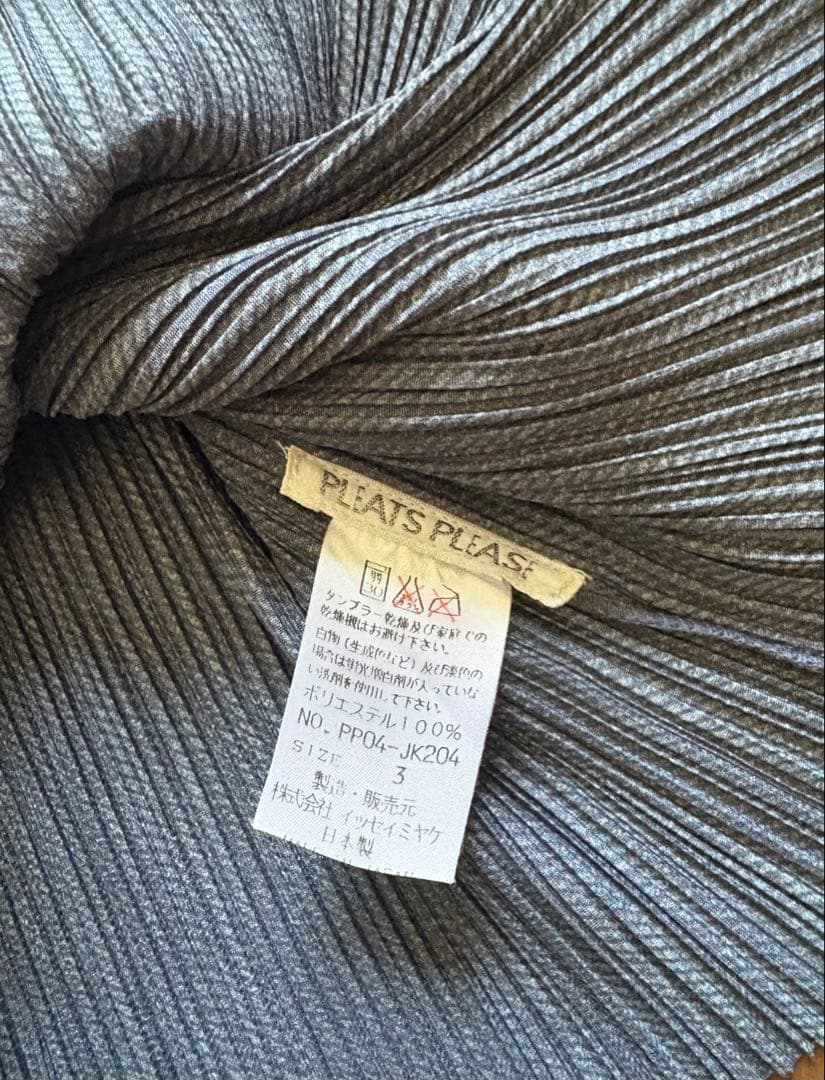 PLEATS PLEASE
弱
30
タンブラー乾燥及び家庭での
乾燥機はお避け下さい。
白物(生成色など)及び淡色の
場合は蛍光増白剤が入っていな
い洗剤を使用して下さい。
ポリエステル100%
NO. PP04-JK204
SIZE 3
製造・販売元
株式会社 イッセイミヤケ
日本製